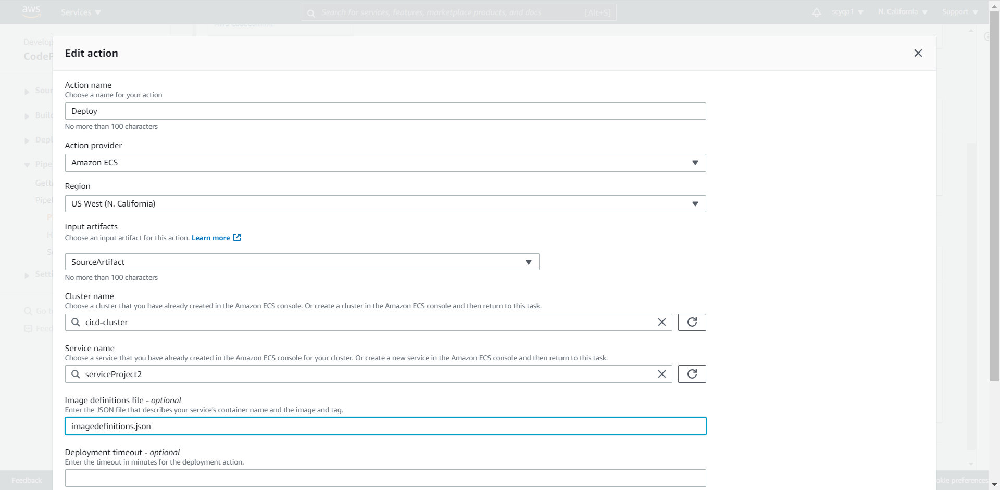 aws
Services
Search for services, features, marketplace products, and docs
[Alt+S]
scyqa1
N. California
Support
Edit action
Action name
Choose a name for your action
Deploy
No more than 100 characters
Action provider
Amazon ECS
Region
US West (N. California)
Input artifacts
Choose an input artifact for this action. Learn more
SourceArtifact
No more than 100 characters
Cluster name
Choose a cluster that you have already created in the Amazon ECS console. Or create a cluster in the Amazon ECS console and then return to this task.
cicd-cluster
Service name
Choose a service that you have already created in the Amazon ECS console for your cluster. Or create a new service in the Amazon ECS console and then return to this task.
serviceProject2
Image definitions file - optional
Enter the JSON file that describes your service's container name and the image and tag.
imagedefinitions.json
Deployment timeout - optional
Enter the timeout in minutes for the deployment action.
Feedback
okie preferences